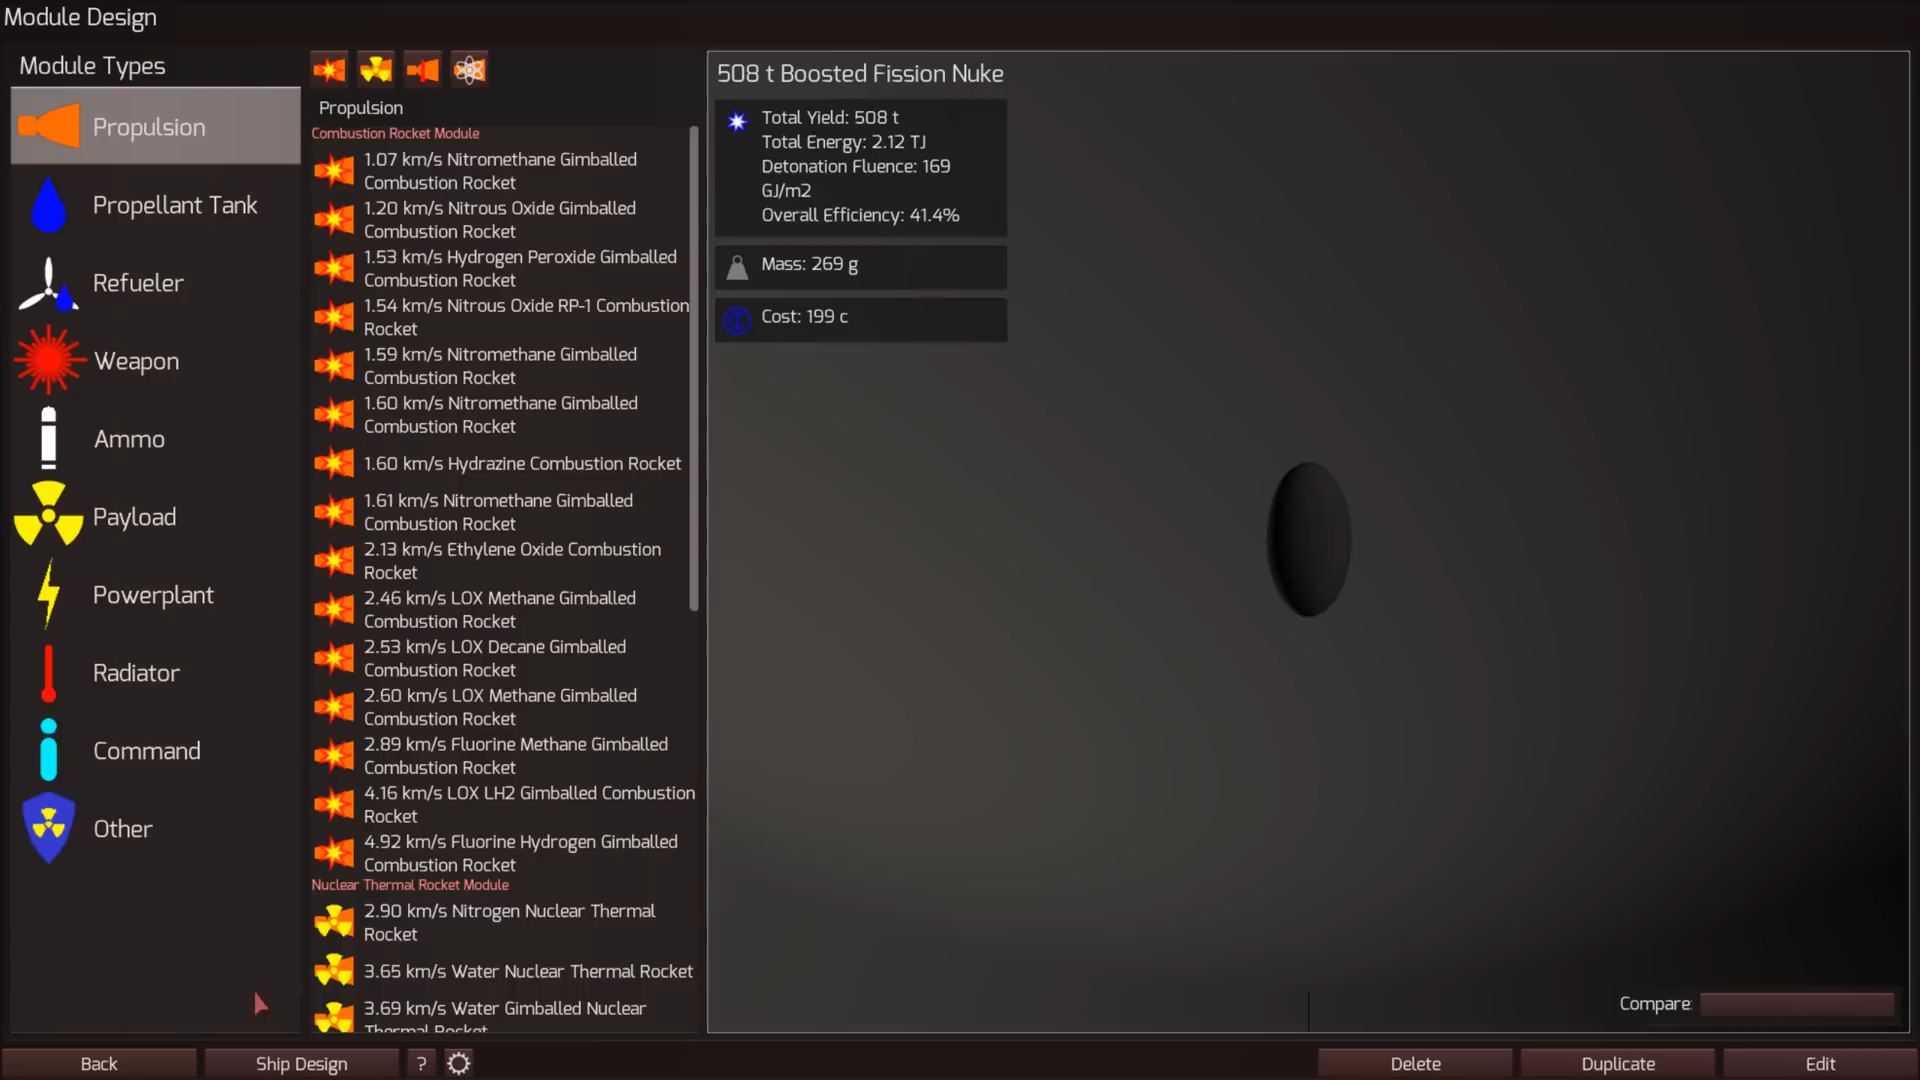 Module Design
Module Types
Propulsion
Propellant Tank
Refueler
Weapon
Ammo
Payload
Powerplant
Radiator
Command
Other
Propulsion
Combustion Rocket Module
1.07 km/s Nitromethane Gimballed
Combustion Rocket
1.20 km/s Nitrous Oxide Gimballed
Combustion Rocket
1.53 km/s Hydrogen Peroxide Gimballed
Combustion Rocket
1.54 km/s Nitrous Oxide RP-1 Combustion
Rocket
1.59 km/s Nitromethane Gimballed
Combustion Rocket
1.60 km/s Nitromethane Gimballed
Combustion Rocket
1.60 km/s Hydrazine Combustion Rocket
1.61 km/s Nitromethane Gimballed
Combustion Rocket
2.13 km/s Ethylene Oxide Combustion
Rocket
2.46 km/s LOX Methane Gimballed
Combustion Rocket
2.53 km/s LOX Decane Gimballed
Combustion Rocket
2.60 km/s LOX Methane Gimballed
Combustion Rocket
2.89 km/s Fluorine Methane Gimballed
Combustion Rocket
4.16 km/s LOX LH2 Gimballed Combustion
Rocket
4.92 km/s Fluorine Hydrogen Gimballed
Combustion Rocket
Nuclear Thermal Rocket Module
2.90 km/s Nitrogen Nuclear Thermal
Rocket
3.65 km/s Water Nuclear Thermal Rocket
3.69 km/s Water Gimballed Nuclear
Thermal Rocket
508 t Boosted Fission Nuke
Total Yield: 508 t
Total Energy: 2.12 TJ
Detonation Fluence: 169
GJ/m2
Overall Efficiency: 41.4%
Mass: 269 g
Cost: 199 c
Compare:
Back
Ship Design
?
Delete
Duplicate
Edit